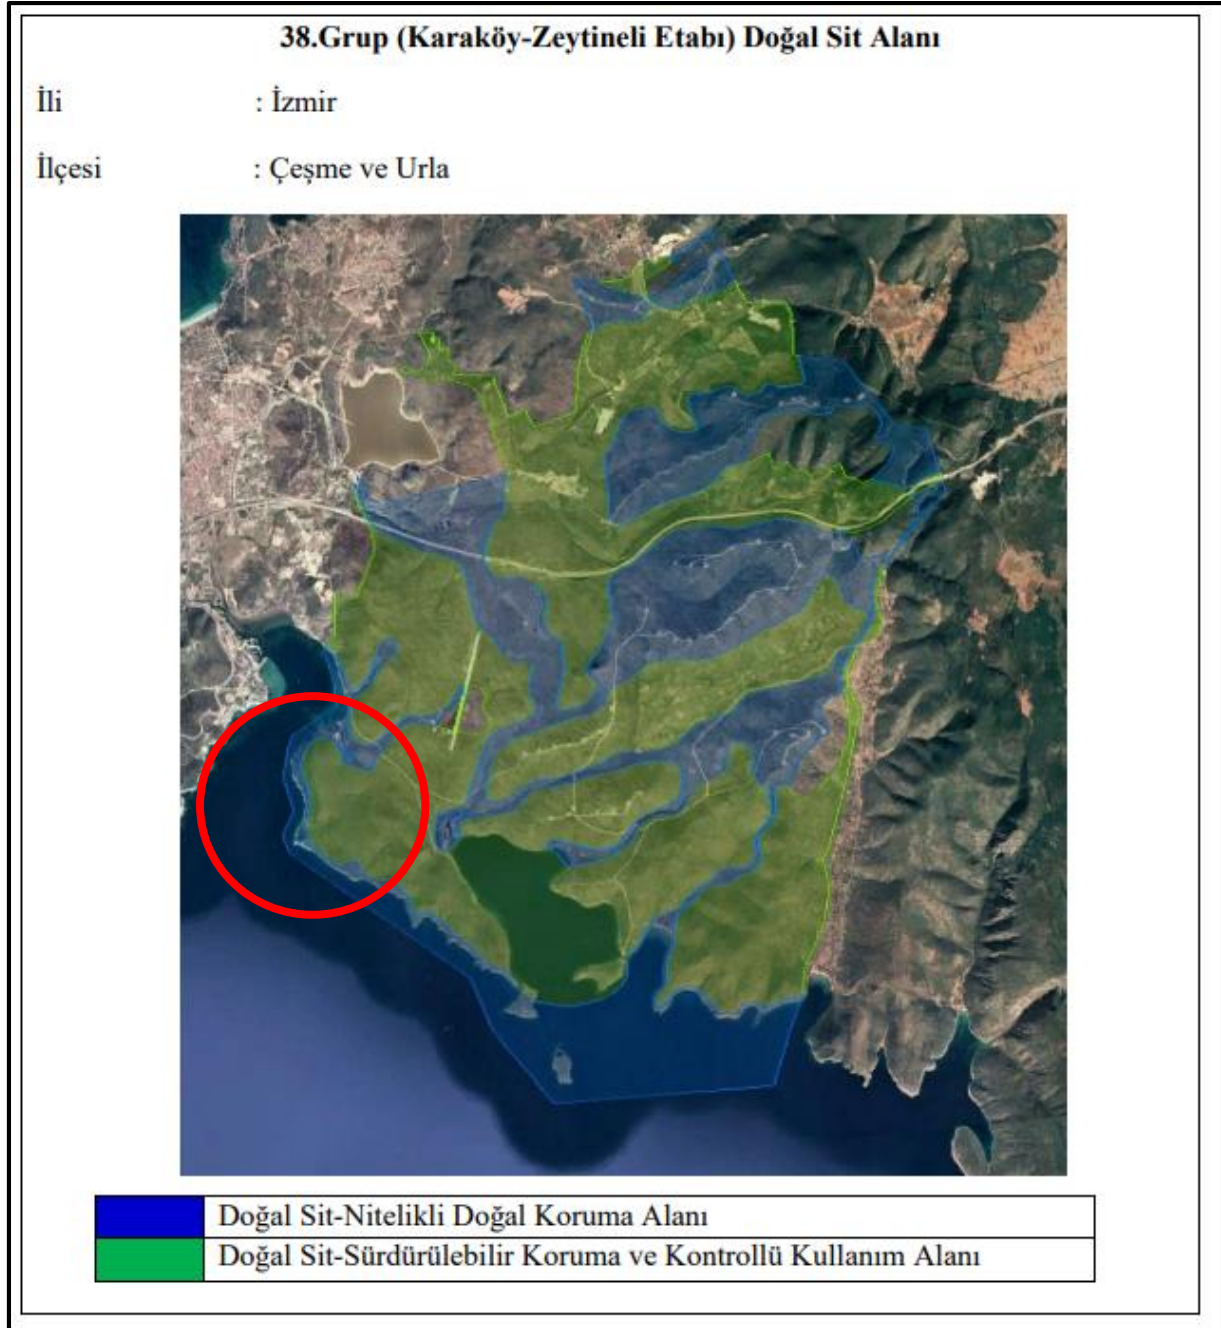 38.Grup (Karaköy-Zeytineli Etabı) Doğal Sit Alanı
İli : İzmir
İlçesi : Çeşme ve Urla
Doğal Sit-Nitelikli Doğal Koruma Alanı
Doğal Sit-Sürdürülebilir Koruma ve Kontrollü Kullanım Alanı